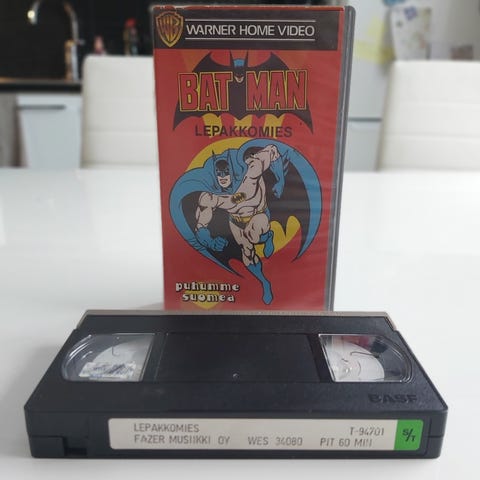 WB WARNER HOME VIDEO
BATMAN
LEPAKKOMIES
puhumme
suomea
BASF
LEPAKKOMIES T-94701
FAZER MUSIIKKI OY WES 34080 PIT 60 MIN
S/T